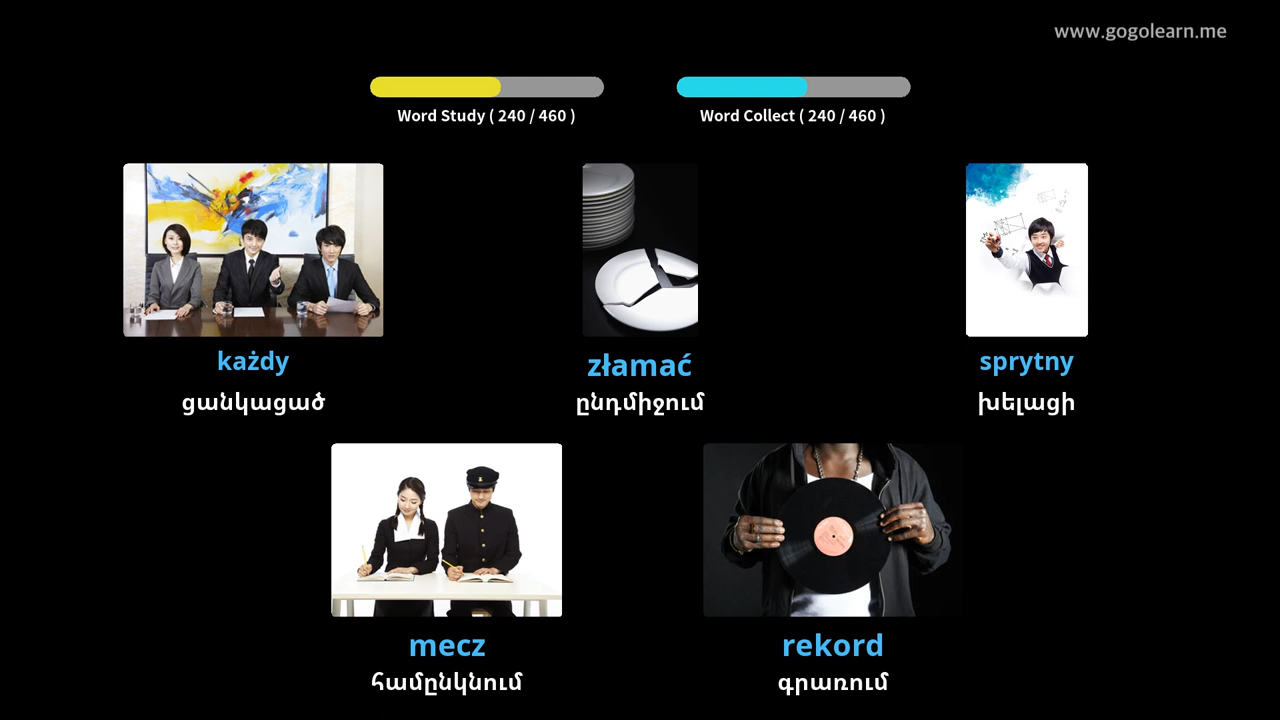 www.gogolearn.me
Word Study ( 240 / 460 )
Word Collect ( 240 / 460 )
każdy
ցանկացած
złamać
ընդմիջում
sprytny
խելացի
mecz
համընկնում
rekord
գրառում